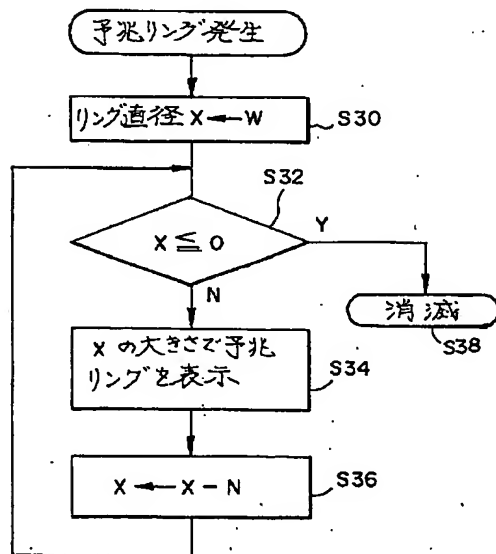 予兆リング発生
リング直径 X ← W
S30
S32
X ≦ 0
Y
N
消滅
S38
X の大きさで予兆
リングを表示
S34
X ← X − N
S36